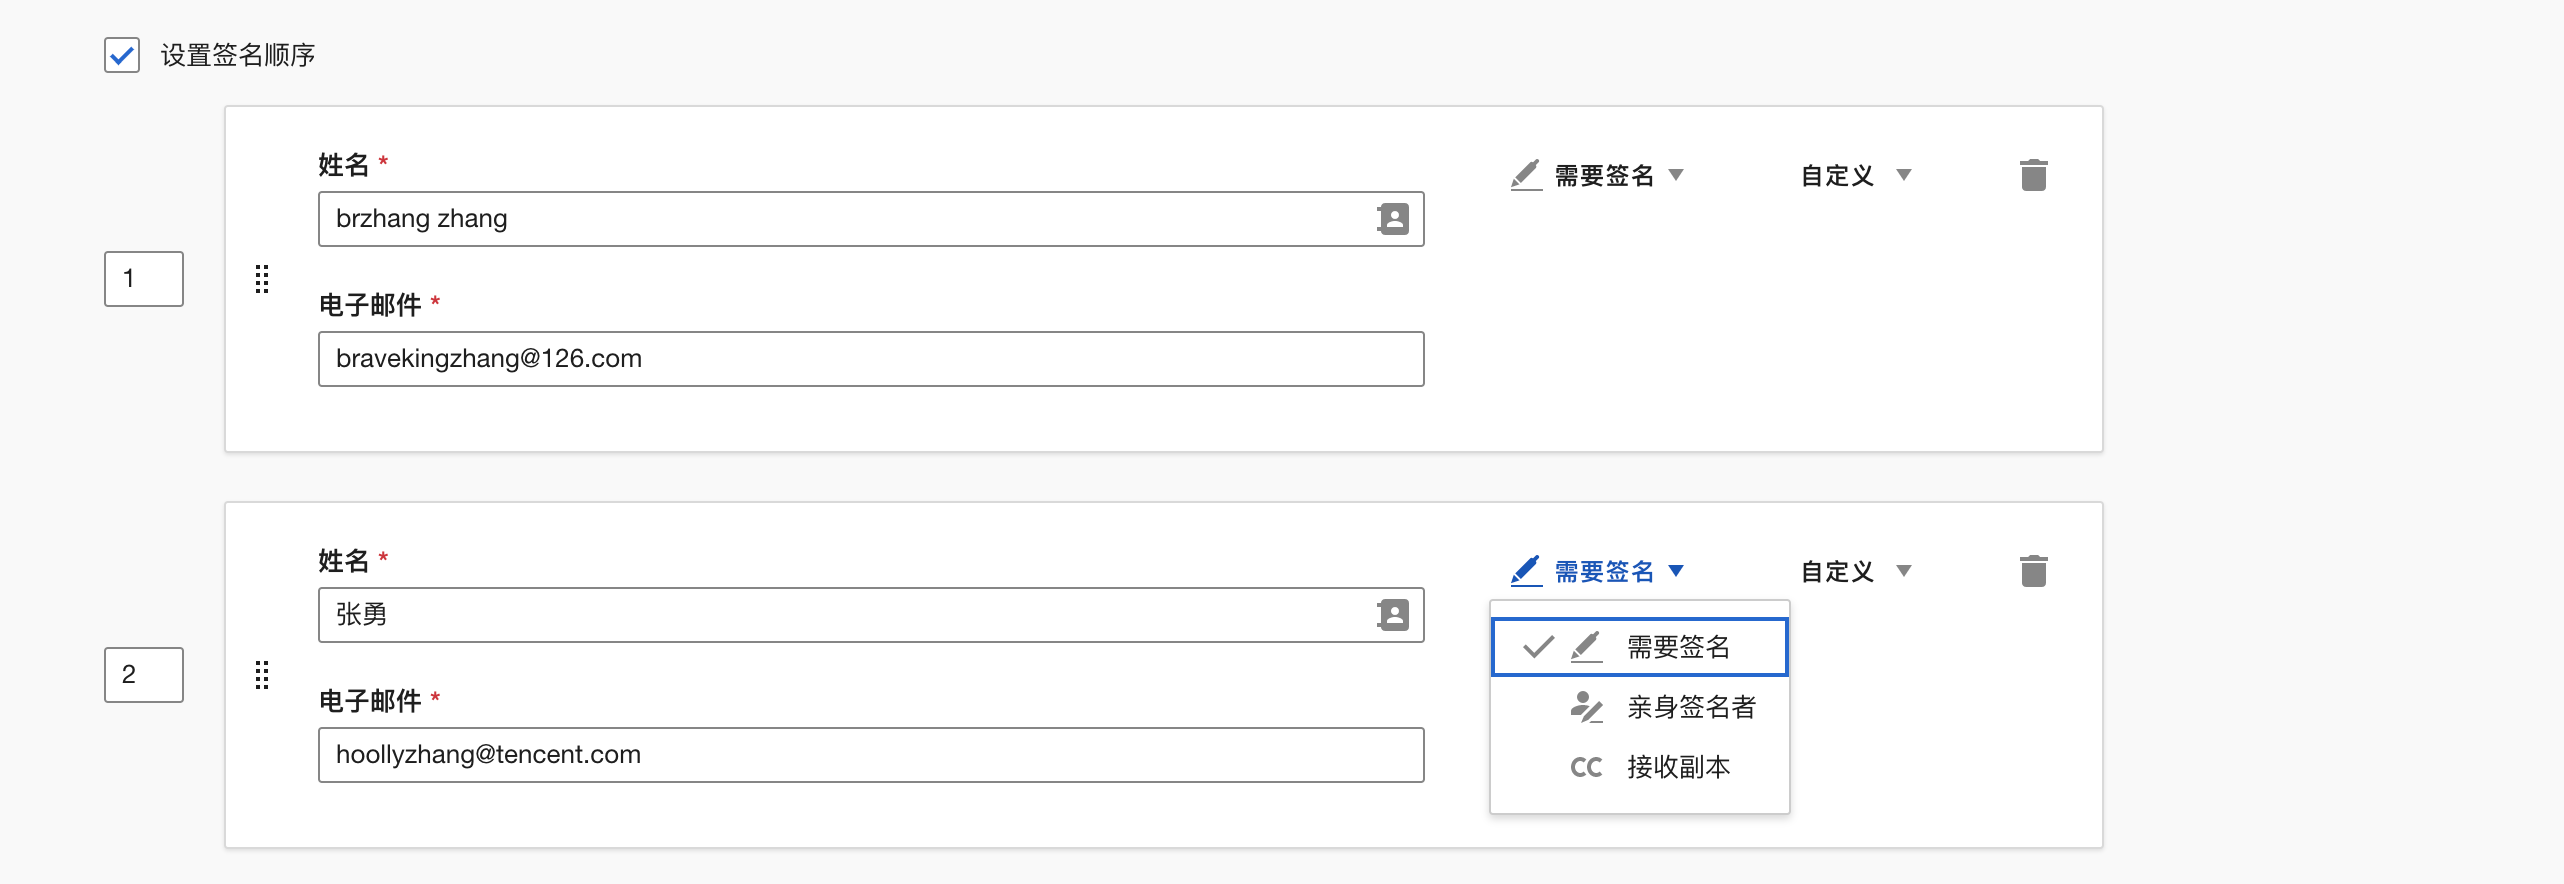 设置签名顺序
姓名 *
brzhang zhang
需要签名
自定义
1
电子邮件 *
bravekingzhang@126.com
姓名 *
张勇
需要签名
自定义
2
电子邮件 *
hoollyzhang@tencent.com
需要签名
亲身签名者
CC 接收副本